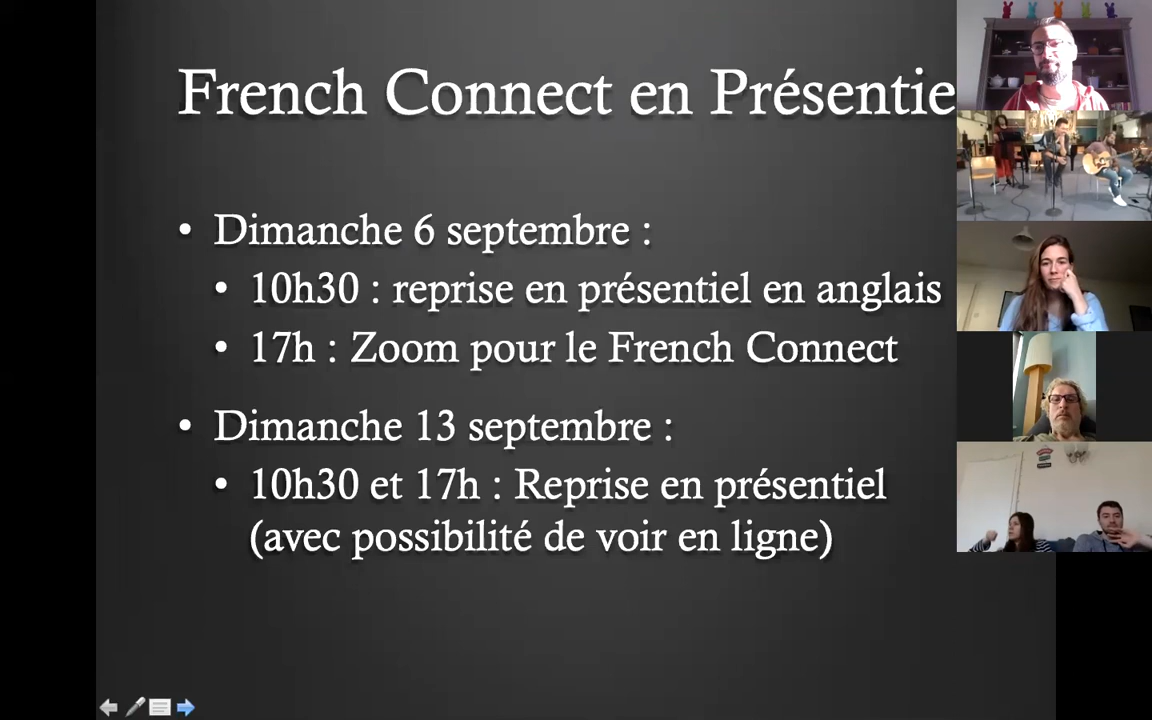 French Connect en Présentie
• Dimanche 6 septembre :
• 10h30 : reprise en présentiel en anglais
• 17h : Zoom pour le French Connect
• Dimanche 13 septembre :
• 10h30 et 17h : Reprise en présentiel
(avec possibilité de voir en ligne)